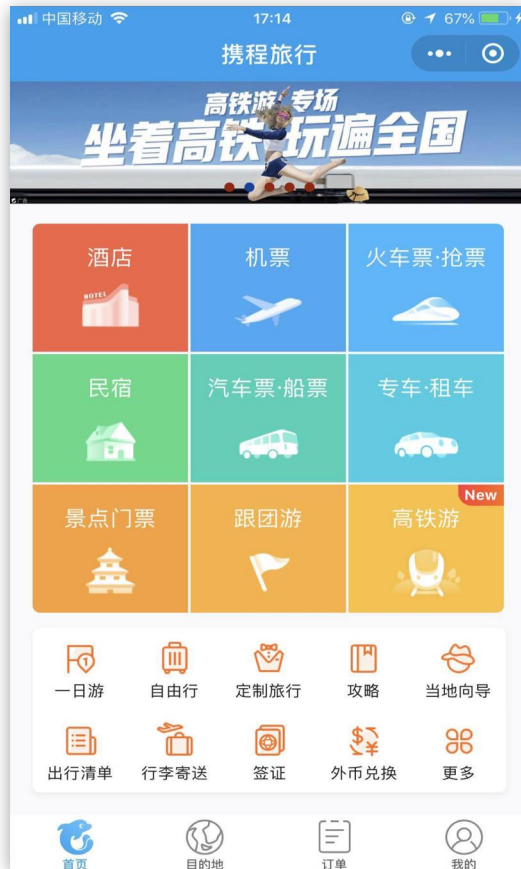 中国移动 17:14 67%
携程旅行
高铁游 专场
坐着高铁 玩遍全国
广告
酒店 机票 火车票·抢票
HOTEL
民宿 汽车票·船票 专车·租车
New
景点门票 跟团游 高铁游
一日游 自由行 定制旅行 攻略 当地向导
出行清单 行李寄送 签证 外币兑换 更多
首页 目的地 订单 我的